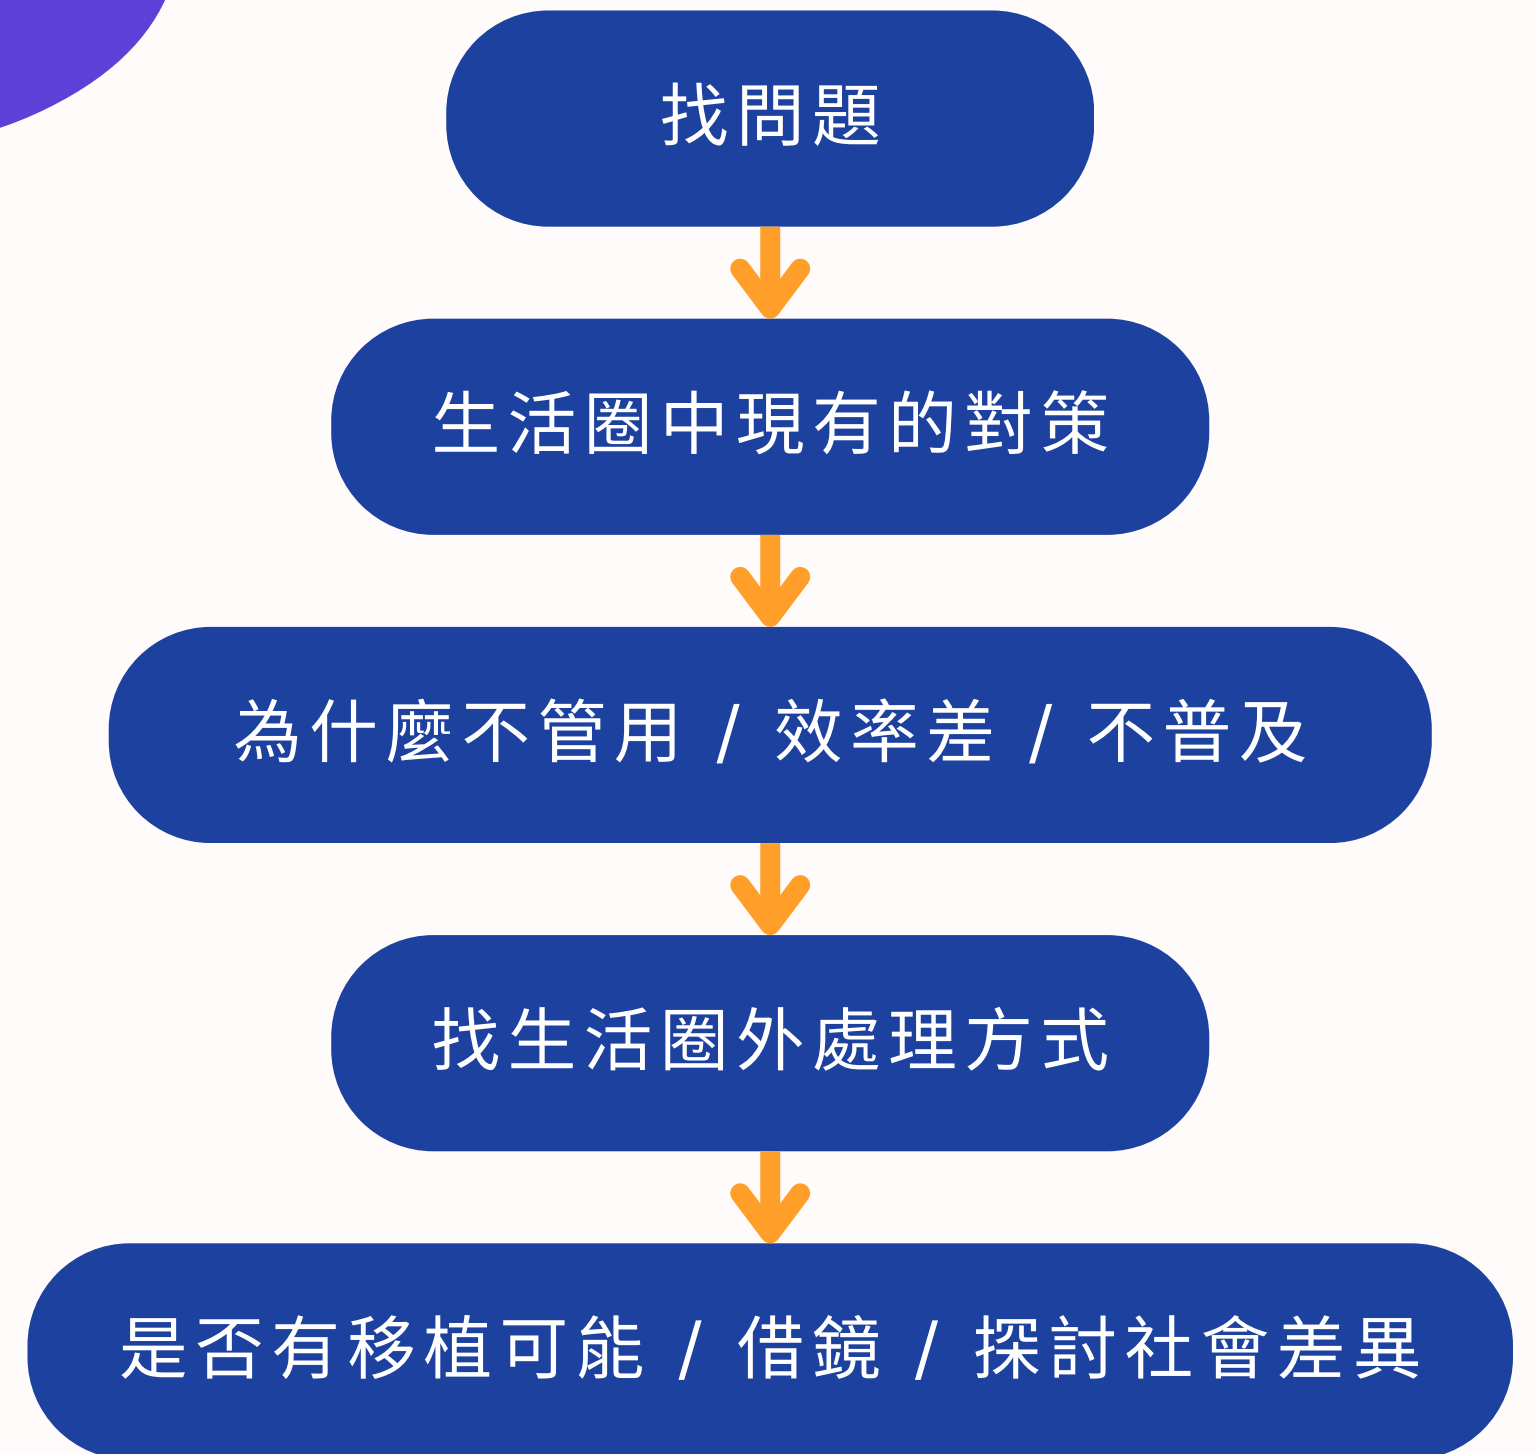 找問題
生活圈中現有的對策
為什麼不管用 / 效率差 / 不普及
找生活圈外處理方式
是否有移植可能 / 借鏡 / 探討社會差異